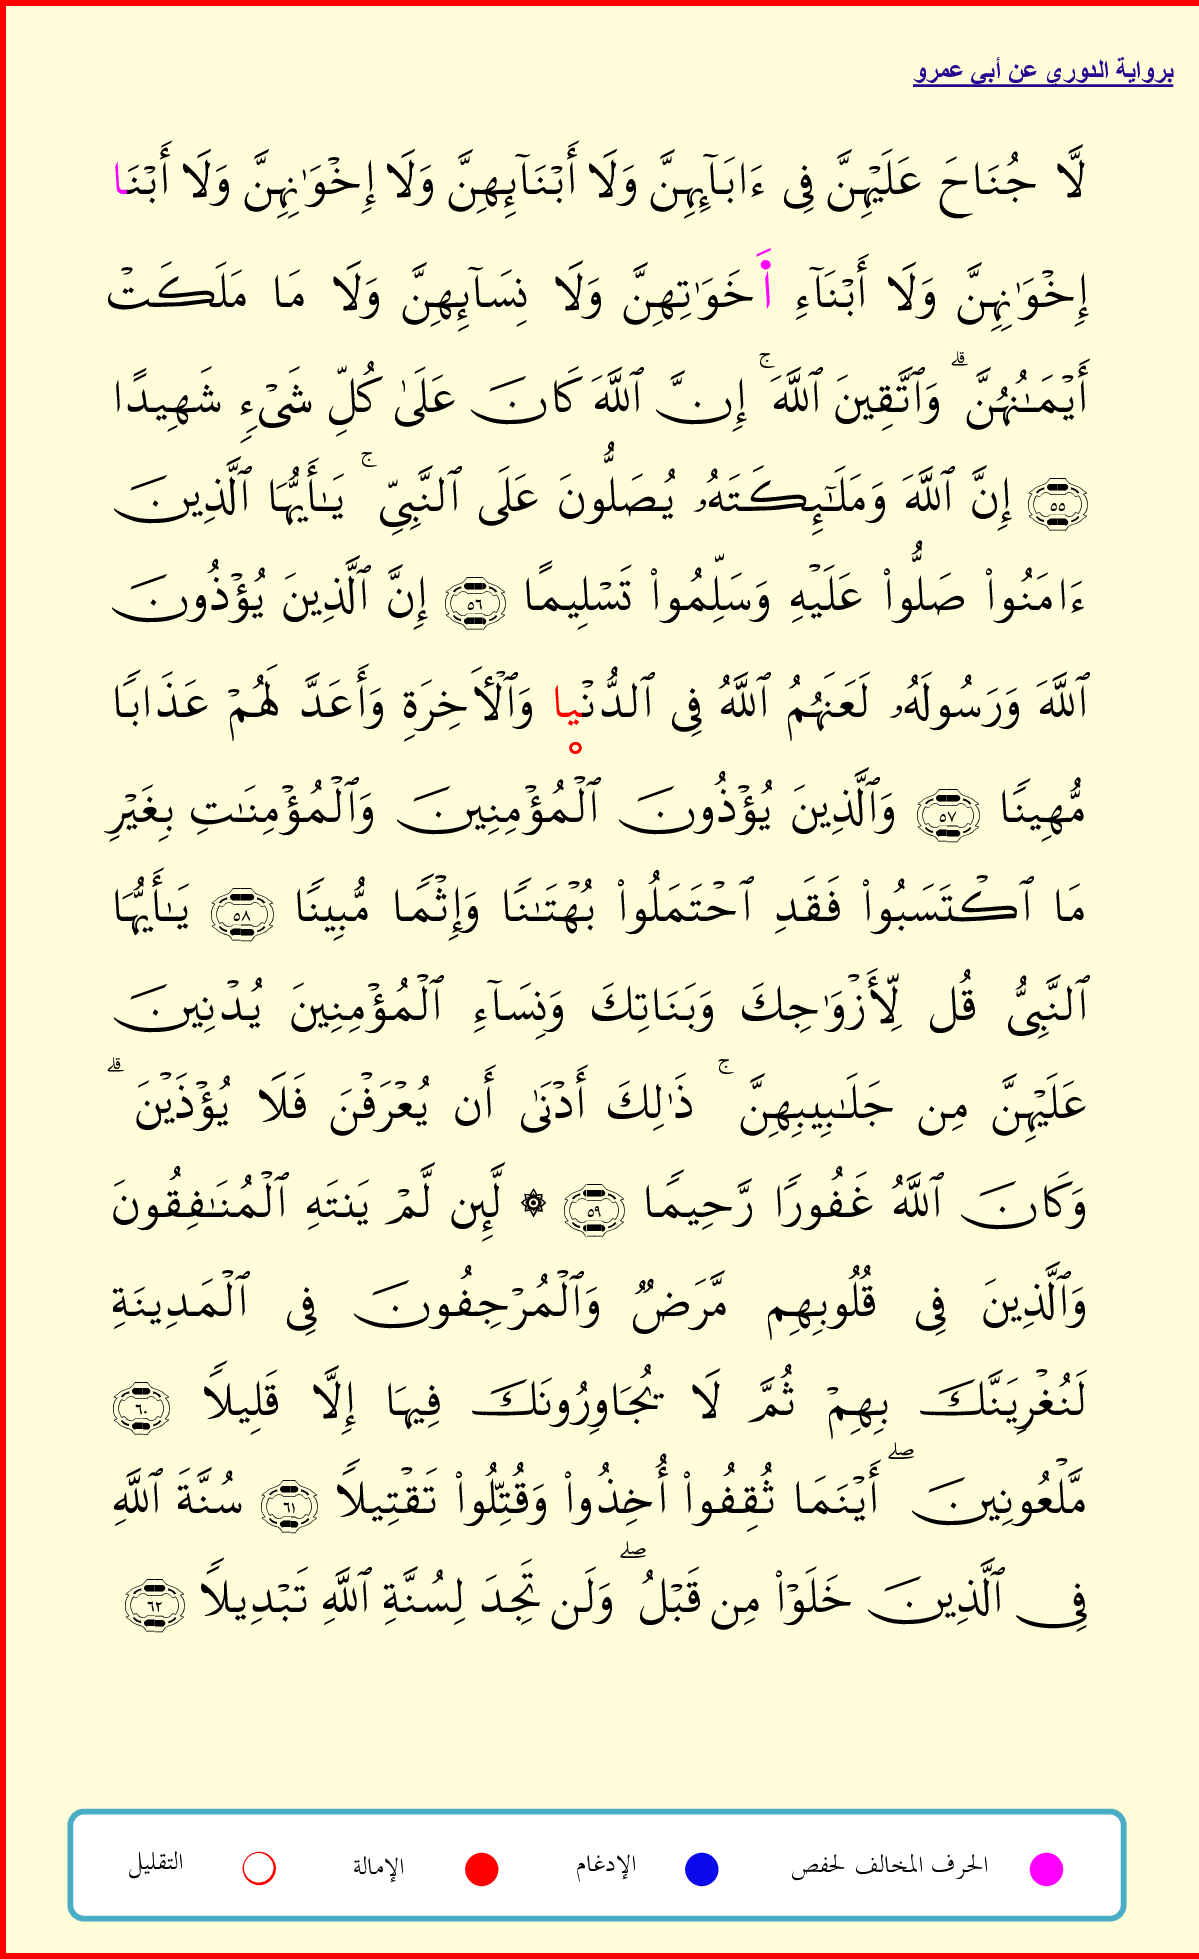 برواية الدوري عن أبي عمرو
لَّا جُنَاحَ عَلَيْهِنَّ فِى ءَابَآئِهِنَّ وَلَا أَبْنَآئِهِنَّ وَلَا إِخْوَٰنِهِنَّ وَلَا أَبْنَا
إِخْوَٰنِهِنَّ وَلَا أَبْنَآءِ أَخَوَٰتِهِنَّ وَلَا نِسَآئِهِنَّ وَلَا مَا مَلَكَتْ
أَيْمَـٰنُهُنَّ ۗ وَٱتَّقِينَ ٱللَّهَ ۚ إِنَّ ٱللَّهَ كَانَ عَلَىٰ كُلِّ شَىْءٍ شَهِيدًا
٥٥ إِنَّ ٱللَّهَ وَمَلَـٰٓئِكَتَهُۥ يُصَلُّونَ عَلَى ٱلنَّبِىِّ ۚ يَـٰأَيُّهَا ٱلَّذِينَ
ءَامَنُوا۟ صَلُّوا۟ عَلَيْهِ وَسَلِّمُوا۟ تَسْلِيمًا ٥٦ إِنَّ ٱلَّذِينَ يُؤْذُونَ
ٱللَّهَ وَرَسُولَهُۥ لَعَنَهُمُ ٱللَّهُ فِى ٱلدُّنْيا وَٱلْأَخِرَةِ وَأَعَدَّ لَهُمْ عَذَابًا
مُّهِينًا ٥٧ وَٱلَّذِينَ يُؤْذُونَ ٱلْمُؤْمِنِينَ وَٱلْمُؤْمِنَـٰتِ بِغَيْرِ
مَا ٱكْتَسَبُوا۟ فَقَدِ ٱحْتَمَلُوا۟ بُهْتَـٰنًا وَإِثْمًا مُّبِينًا ٥٨ يَـٰأَيُّهَا
ٱلنَّبِىُّ قُل لِّأَزْوَٰجِكَ وَبَنَاتِكَ وَنِسَآءِ ٱلْمُؤْمِنِينَ يُدْنِينَ
عَلَيْهِنَّ مِن جَلَـٰبِيبِهِنَّ ۚ ذَٰلِكَ أَدْنَىٰ أَن يُعْرَفْنَ فَلَا يُؤْذَيْنَ ۗ
وَكَانَ ٱللَّهُ غَفُورًا رَّحِيمًا ٥٩ ۞ لَّئِن لَّمْ يَنتَهِ ٱلْمُنَـٰفِقُونَ
وَٱلَّذِينَ فِى قُلُوبِهِم مَّرَضٌ وَٱلْمُرْجِفُونَ فِى ٱلْمَدِينَةِ
لَنُغْرِيَنَّكَ بِهِمْ ثُمَّ لَا يُجَاوِرُونَكَ فِيهَا إِلَّا قَلِيلًا ٦٠
مَّلْعُونِينَ ۖ أَيْنَمَا ثُقِفُوا۟ أُخِذُوا۟ وَقُتِّلُوا۟ تَقْتِيلًا ٦١ سُنَّةَ ٱللَّهِ
فِى ٱلَّذِينَ خَلَوْا۟ مِن قَبْلُ ۖ وَلَن تَجِدَ لِسُنَّةِ ٱللَّهِ تَبْدِيلًا ٦٢
الحرف المخالف لحفص الإدغام الإمالة التقليل